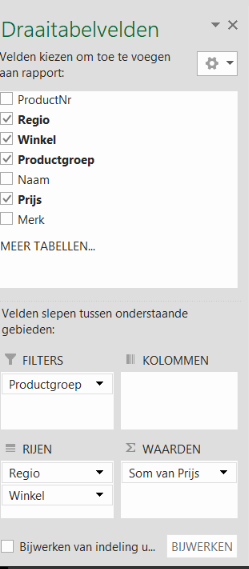 Draaitabelvelden
Velden kiezen om toe te voegen
aan rapport:
ProductNr
Regio
Winkel
Productgroep
Naam
Prijs
Merk
MEER TABELLEN...
Velden slepen tussen onderstaande
gebieden:
FILTERS
KOLOMMEN
Productgroep
RIJEN
WAARDEN
Regio
Som van Prijs
Winkel
Bijwerken van indeling u...
BIJWERKEN